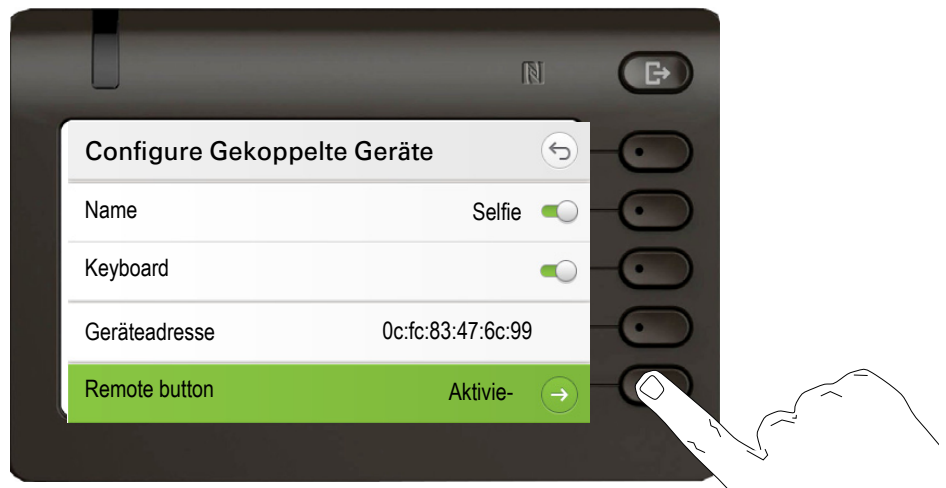 Configure Gekoppelte Geräte
Name Selfie
Keyboard
Geräteadresse 0c:fc:83:47:6c:99
Remote button Aktivie-